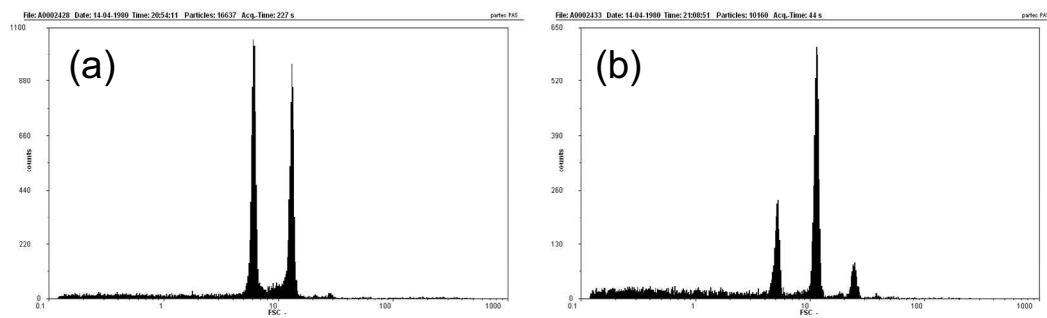 File: A0002428 Date: 14-04-1980 Time: 20:54:11 Particles: 16637 Acq.-Time: 227 s
partec PAS
1100
880
660
440
220
0
counts
(a)
0.1
1
10
100
1000
FSC -
File: A0002433 Date: 14-04-1980 Time: 21:08:51 Particles: 10160 Acq.-Time: 44 s
partec PAS
650
520
390
260
130
0
counts
(b)
0.1
1
10
100
1000
FSC -